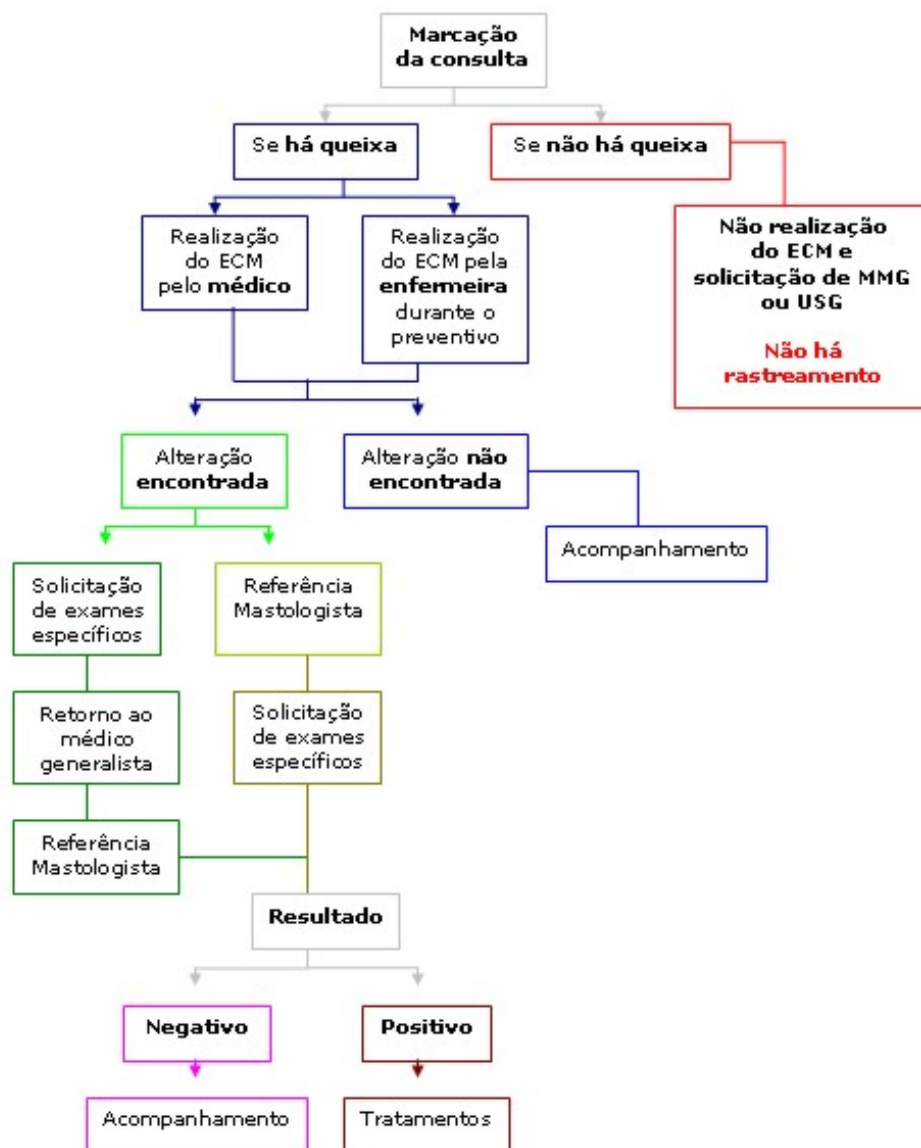 Marcação
da consulta
Se há queixa
Se não há queixa
Realização
do ECM
pelo médico
Realização
do ECM pela
enfermeira
durante o
preventivo
Não realização
do ECM e
solicitação de MMG
ou USG
Não há
rastreamento
Alteração
encontrada
Alteração não
encontrada
Acompanhamento
Solicitação
de exames
específicos
Referência
Mastologista
Retorno ao
médico
generalista
Solicitação
de exames
específicos
Referência
Mastologista
Resultado
Negativo
Positivo
Acompanhamento
Tratamentos